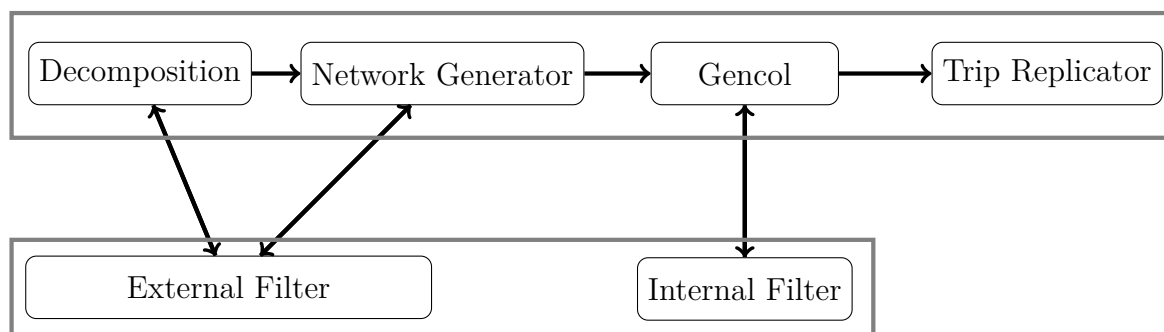 Decomposition
Network Generator
Gencol
Trip Replicator
External Filter
Internal Filter